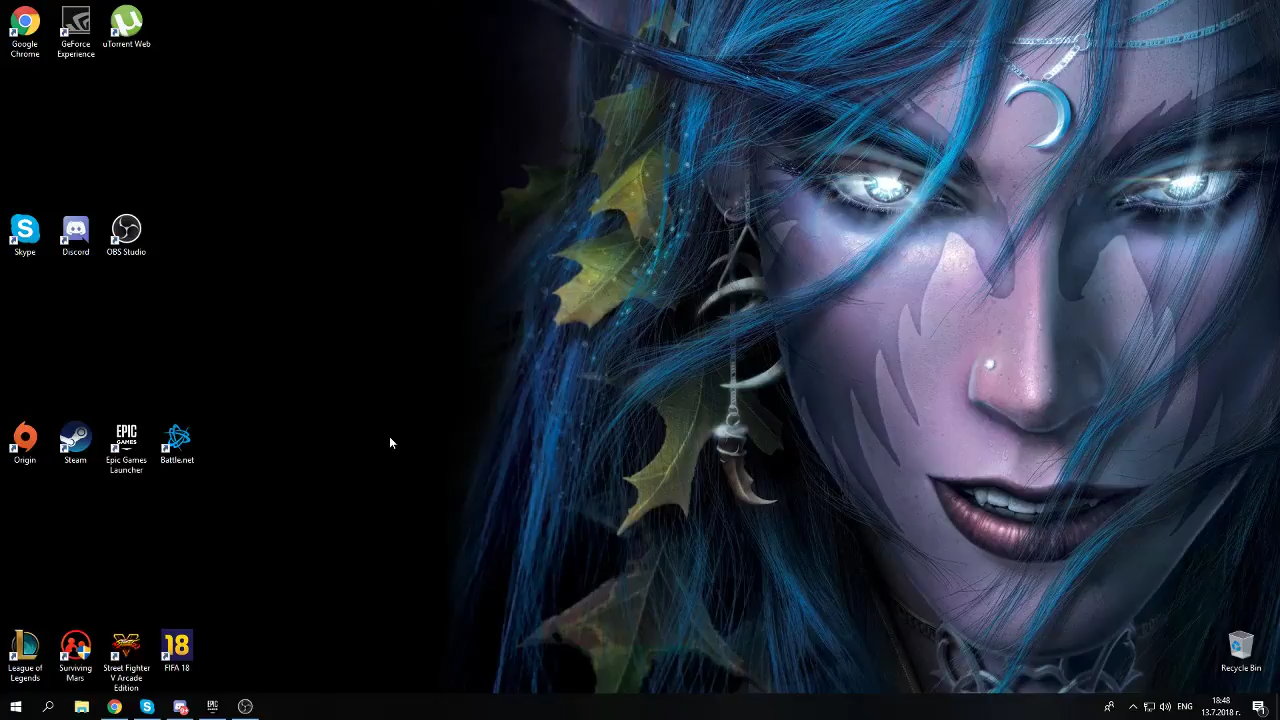 Google
Chrome
GeForce
Experience
uTorrent Web
Skype
Discord
OBS Studio
Origin
Steam
EPIC
GAMES
Epic Games
Launcher
Battle.net
League of
Legends
Surviving
Mars
Street Fighter
V Arcade
Edition
18
FIFA 18
Recycle Bin
EPIC
ENG
18:48
13.7.2018 г.
1